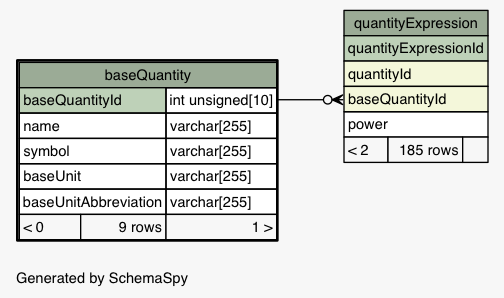 quantityExpression
quantityExpressionId
quantityId
baseQuantityId
power
< 2 185 rows
baseQuantity
baseQuantityId int unsigned[10]
name varchar[255]
symbol varchar[255]
baseUnit varchar[255]
baseUnitAbbreviation varchar[255]
< 0 9 rows 1 >
Generated by SchemaSpy